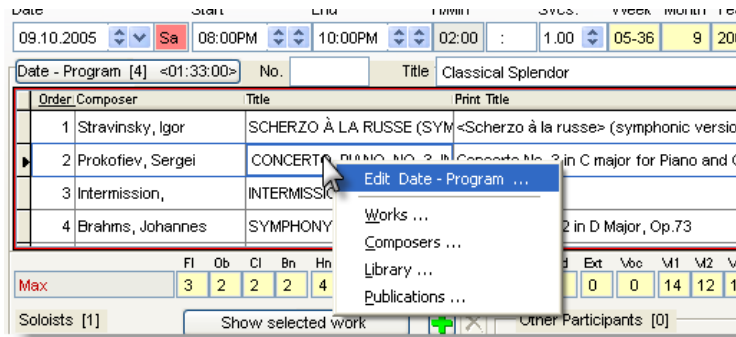 Date Start End H/Min Svcs. Week Month
09.10.2005 Sa 08:00PM 10:00PM 02:00 : 1.00 05-36 9
Date - Program [4] <01:33:00> No. Title Classical Splendor
Order Composer Title Print Title
1 Stravinsky, Igor SCHERZO À LA RUSSE (SYM <Scherzo à la russe> (symphonic versio
2 Prokofiev, Sergei CONCERTO, PIANO, NO. 3, IN Concerto No. 3 in C major for Piano and
Edit Date - Program ...
3 Intermission, INTERMISSIO
4 Brahms, Johannes SYMPHONY 2 in D Major, Op.73
Works ...
Composers ...
Library ...
Publications ...
Fl Ob Cl Bn Hn Ext Voc Vl1 Vl2
Max 3 2 2 2 4 0 0 14 12
Soloists [1] Show selected work Other Participants [0]